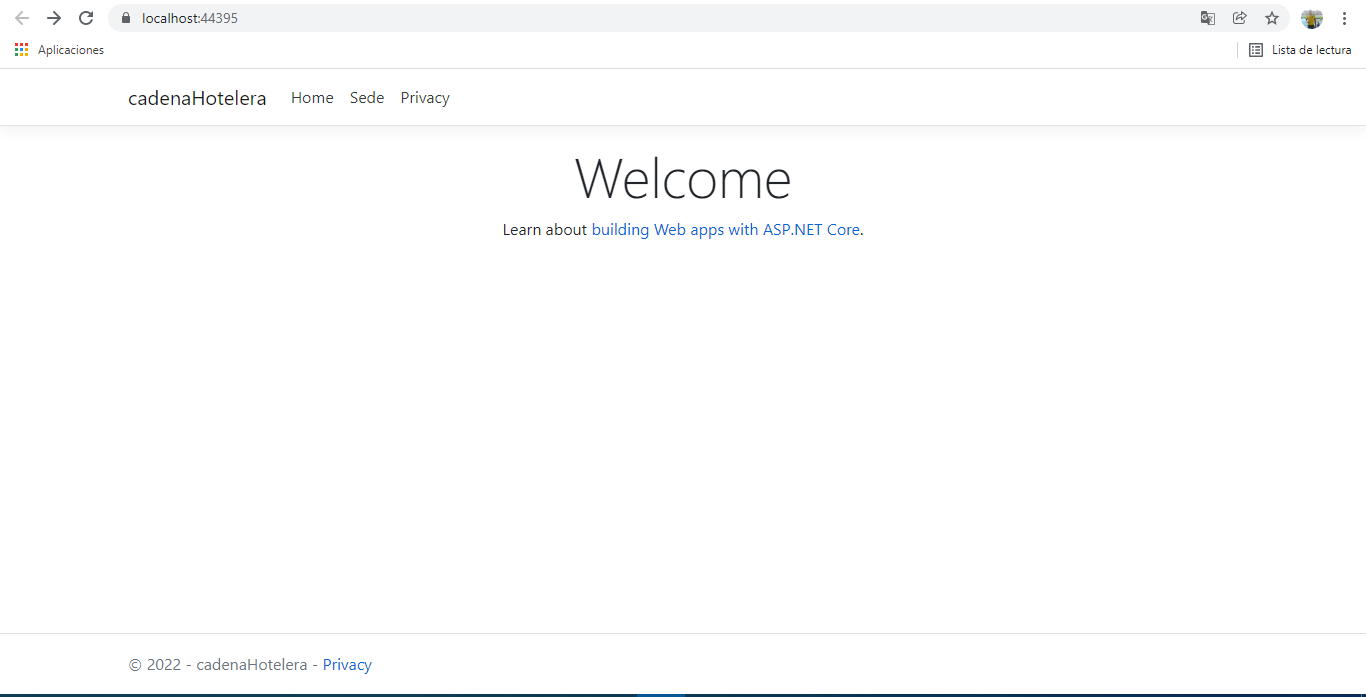 localhost:44395
Aplicaciones
Lista de lectura
cadenaHotelera Home Sede Privacy
Welcome
Learn about building Web apps with ASP.NET Core.
© 2022 - cadenaHotelera - Privacy